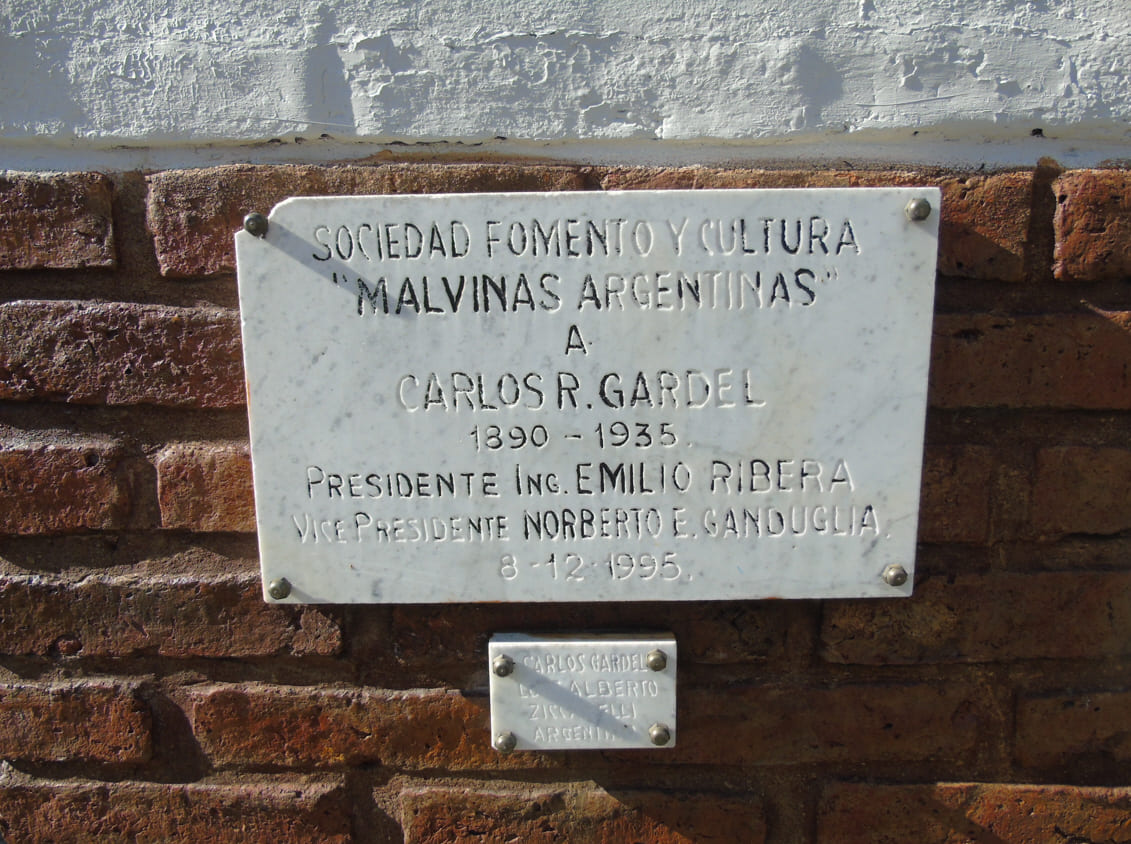 SOCIEDAD FOMENTO Y CULTURA
"MALVINAS ARGENTINAS"
A
CARLOS R. GARDEL
1890 - 1935.
PRESIDENTE ING. EMILIO RIBERA
VICE PRESIDENTE NORBERTO E. GANDUGLIA.
8-12-1995.
CARLOS GARDEL
ALBERTO
ARGENTINA